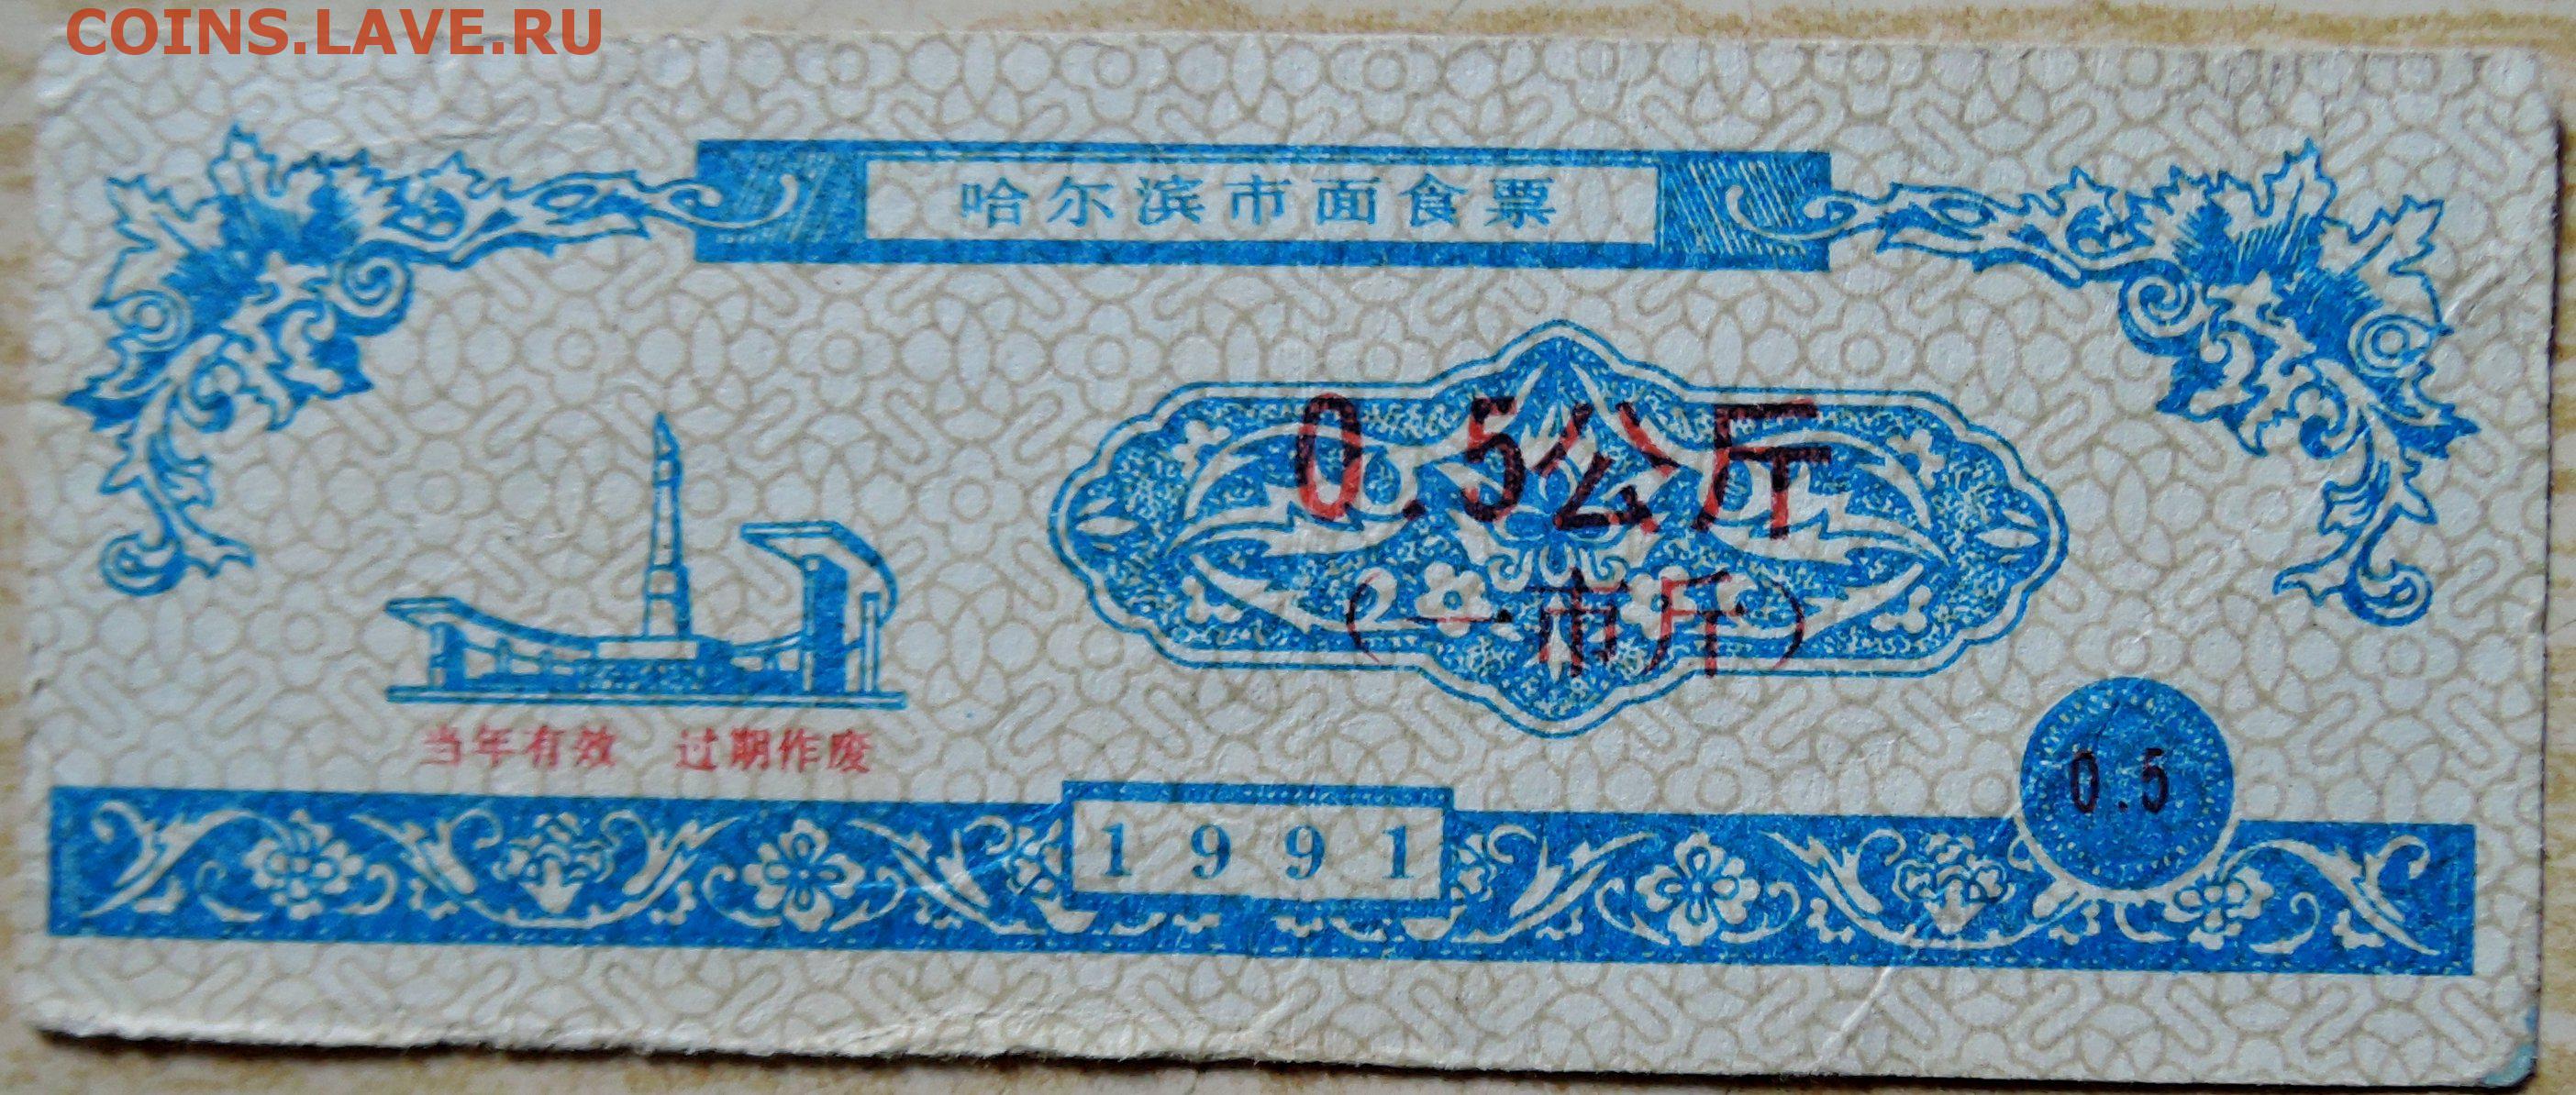 COINS.LAVE.RU
哈尔滨市面食票
0.5公斤
(一市斤)
当年有效 过期作废
0.5
1991